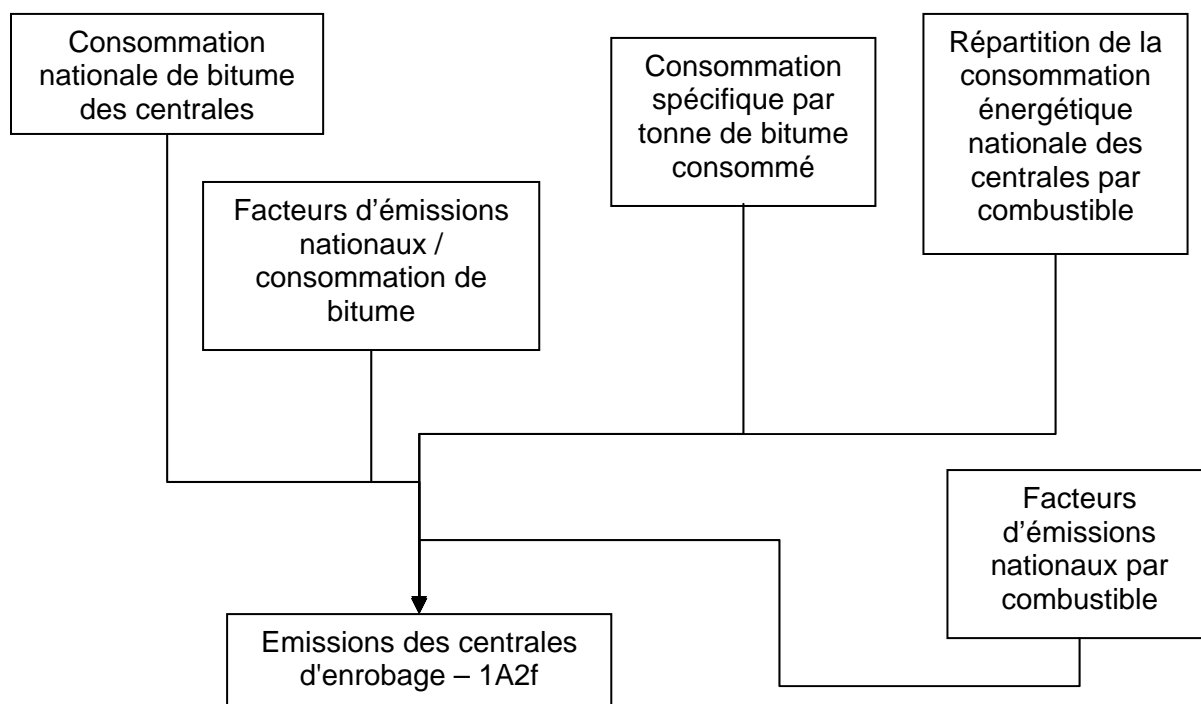 Consommation
nationale de bitume
des centrales
Facteurs d’émissions
nationaux /
consommation de
bitume
Consommation
spécifique par
tonne de bitume
consommé
Répartition de la
consommation
énergétique
nationale des
centrales par
combustible
Facteurs
d’émissions
nationaux par
combustible
Emissions des centrales
d'enrobage – 1A2f